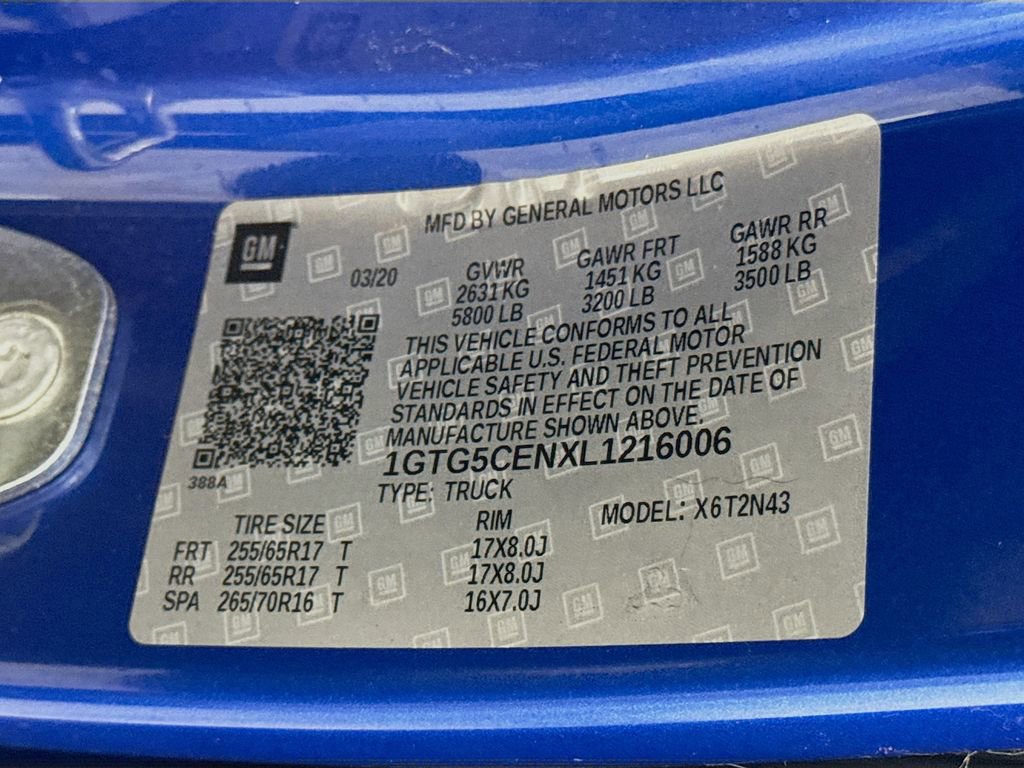 GM
MFD BY GENERAL MOTORS LLC
03/20
GVWR GAWR FRT GAWR RR
2631 KG 1451 KG 1588 KG
5800 LB 3200 LB 3500 LB
THIS VEHICLE CONFORMS TO ALL
APPLICABLE U.S. FEDERAL MOTOR
VEHICLE SAFETY AND THEFT PREVENTION
STANDARDS IN EFFECT ON THE DATE OF
MANUFACTURE SHOWN ABOVE.
1GTG5CENXL1216006
388A
TYPE: TRUCK
TIRE SIZE RIM MODEL: X6T2N43
FRT 255/65R17 T 17X8.0J
RR 255/65R17 T 17X8.0J
SPA 265/70R16 T 16X7.0J